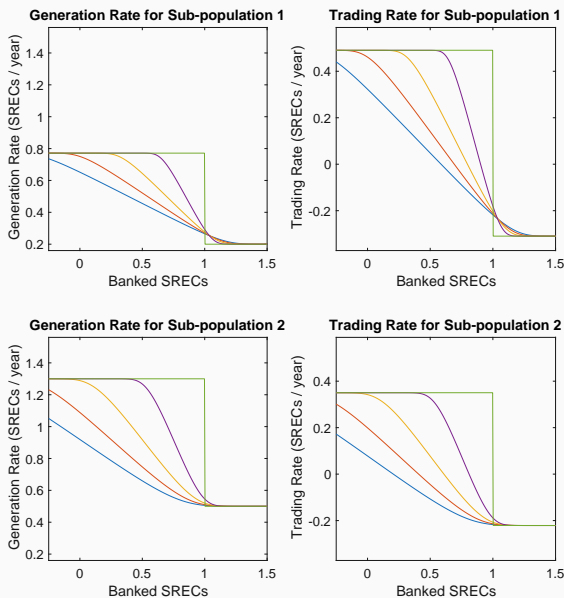 Generation Rate for Sub-population 1
Generation Rate (SRECs / year)
1.4
1.2
1
0.8
0.6
0.4
0.2
0 0.5 1 1.5
Banked SRECs
Trading Rate for Sub-population 1
Trading Rate (SRECs / year)
0.4
0.2
0
-0.2
0 0.5 1 1.5
Banked SRECs
Generation Rate for Sub-population 2
Generation Rate (SRECs / year)
1.4
1.2
1
0.8
0.6
0.4
0.2
0 0.5 1 1.5
Banked SRECs
Trading Rate for Sub-population 2
Trading Rate (SRECs / year)
0.4
0.2
0
-0.2
0 0.5 1 1.5
Banked SRECs